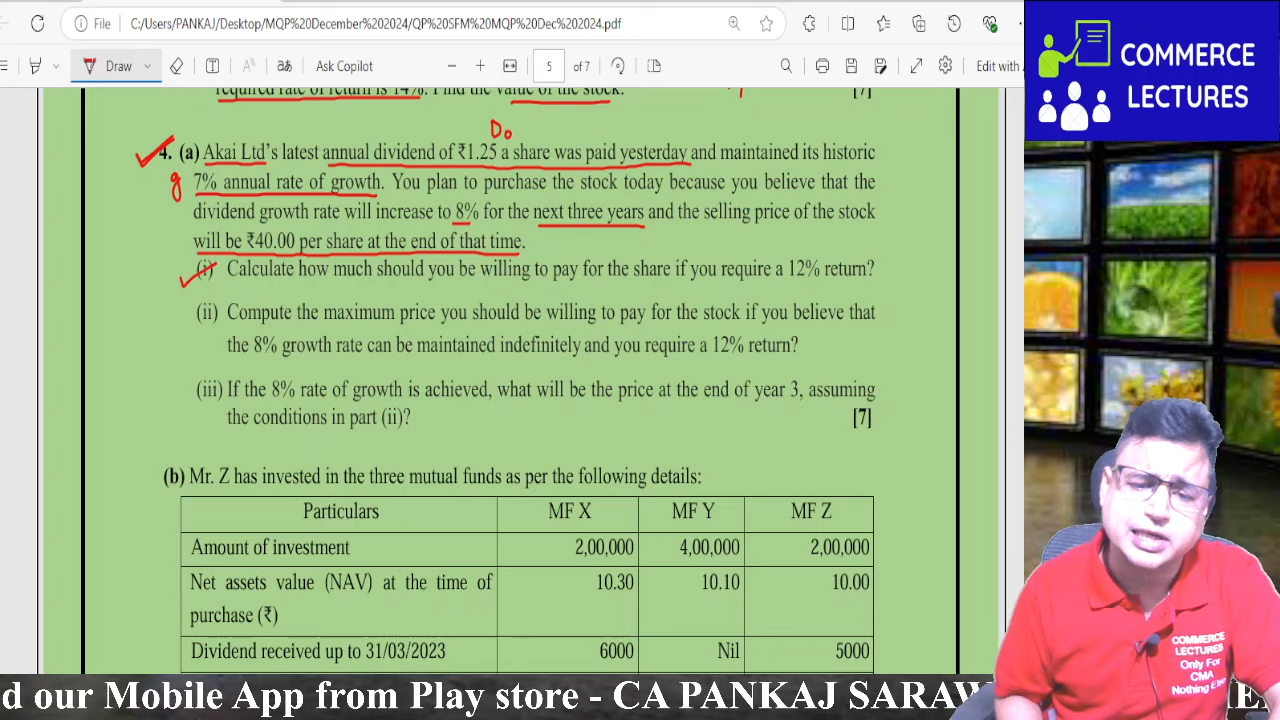 File
C:/Users/PANKAJ/Desktop/MQP%20December%202024/QP%20SFM%20MQP%20Dec%202024.pdf
Draw
Ask Copilot
of 7
Edit with
COMMERCE
LECTURES
required rate of return is 14%. Find the value of the stock. [7]
D₀
4. (a) Akai Ltd's latest annual dividend of ₹1.25 a share was paid yesterday and maintained its historic
g 7% annual rate of growth. You plan to purchase the stock today because you believe that the
dividend growth rate will increase to 8% for the next three years and the selling price of the stock
will be ₹40.00 per share at the end of that time.
(i) Calculate how much should you be willing to pay for the share if you require a 12% return?
(ii) Compute the maximum price you should be willing to pay for the stock if you believe that
the 8% growth rate can be maintained indefinitely and you require a 12% return?
(iii) If the 8% rate of growth is achieved, what will be the price at the end of year 3, assuming
the conditions in part (ii)? [7]
(b) Mr. Z has invested in the three mutual funds as per the following details:
Particulars MF X MF Y MF Z
Amount of investment 2,00,000 4,00,000 2,00,000
Net assets value (NAV) at the time of 10.30 10.10 10.00
purchase (₹)
Dividend received up to 31/03/2023 6000 Nil 5000
COMMERCE
LECTURES
Only For
CMA
Nothing Else
d our Mobile App from Play store - CA PANKAJ SARAW